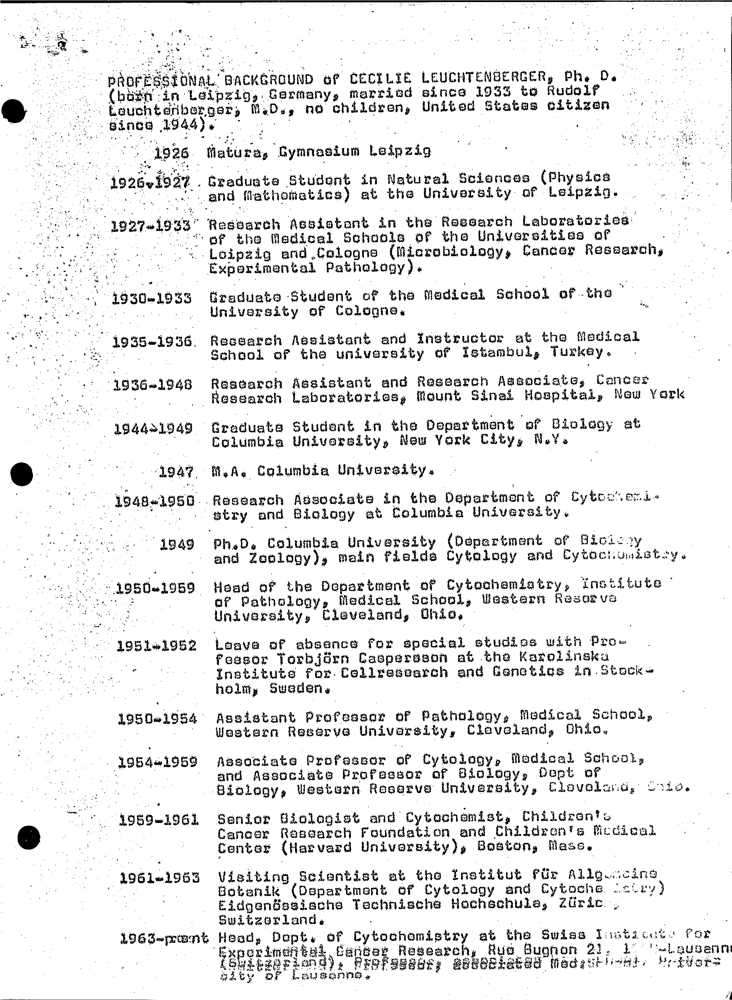 PROFESSIONAL BACKGROUND of CECILIE LEUCHTENBERGER, Ph. D.
(born in Leipzig, Germany, married since 1933 to Rudolf
Leuchtenberger, M.D., no children, United States citizen
since 1944).
1926 Matura, Gymnasium Leipzig
1926-1927 Graduate Student in Natural Sciences (Physics
and Mathematics) at the University of Leipzig.
1927-1933 Research Assistant in the Research Laboratories
of the Medical Schools of the Universities of
Leipzig and Cologne (Microbiology, Cancer Research,
Experimental Pathology).
1930-1933 Graduate Student of the Medical School of the
University of Cologne.
1935-1936 Research Assistant and Instructor at the Medical
School of the university of Istambul, Turkey.
1936-1948 Research Assistant and Research Associate, Cancer
Research Laboratories, Mount Sinai Hospital, New York
1944-1949 Graduate Student in the Department of Biology at
Columbia University, New York City, N.Y.
1947 M.A. Columbia University.
1948-1950 Research Associate in the Department of Cytochemi-
stry and Biology at Columbia University.
1949 Ph.D. Columbia University (Department of Biology
and Zoology), main fields Cytology and Cytochemistry.
1950-1959 Head of the Department of Cytochemistry, Institute
of Pathology, Medical School, Western Reserve
University, Cleveland, Ohio.
1951-1952 Leave of absence for special studies with Pro-
fessor Torbjörn Caspersson at the Karolinska
Institute for Cellresearch and Genetics in Stock-
holm, Sweden.
1950-1954 Assistant Professor of Pathology, Medical School,
Western Reserve University, Cleveland, Ohio.
1954-1959 Associate Professor of Cytology, Medical School,
and Associate Professor of Biology, Dept of
Biology, Western Reserve University, Cleveland, Ohio.
1959-1961 Senior Biologist and Cytochemist, Children's
Cancer Research Foundation and Children's Medical
Center (Harvard University), Boston, Mass.
1961-1963 Visiting Scientist at the Institut für Allgemeine
Botanik (Department of Cytology and Cytochemistry)
Eidgenössische Technische Hochschule, Züric
Switzerland.
1963-present Head, Dept. of Cytochemistry at the Swiss Institute for
Experimental Cancer Research, Rue Bugnon 21, -Lausanne
(Switzerland); Professor, associated Univer-
sity of Lausanne.